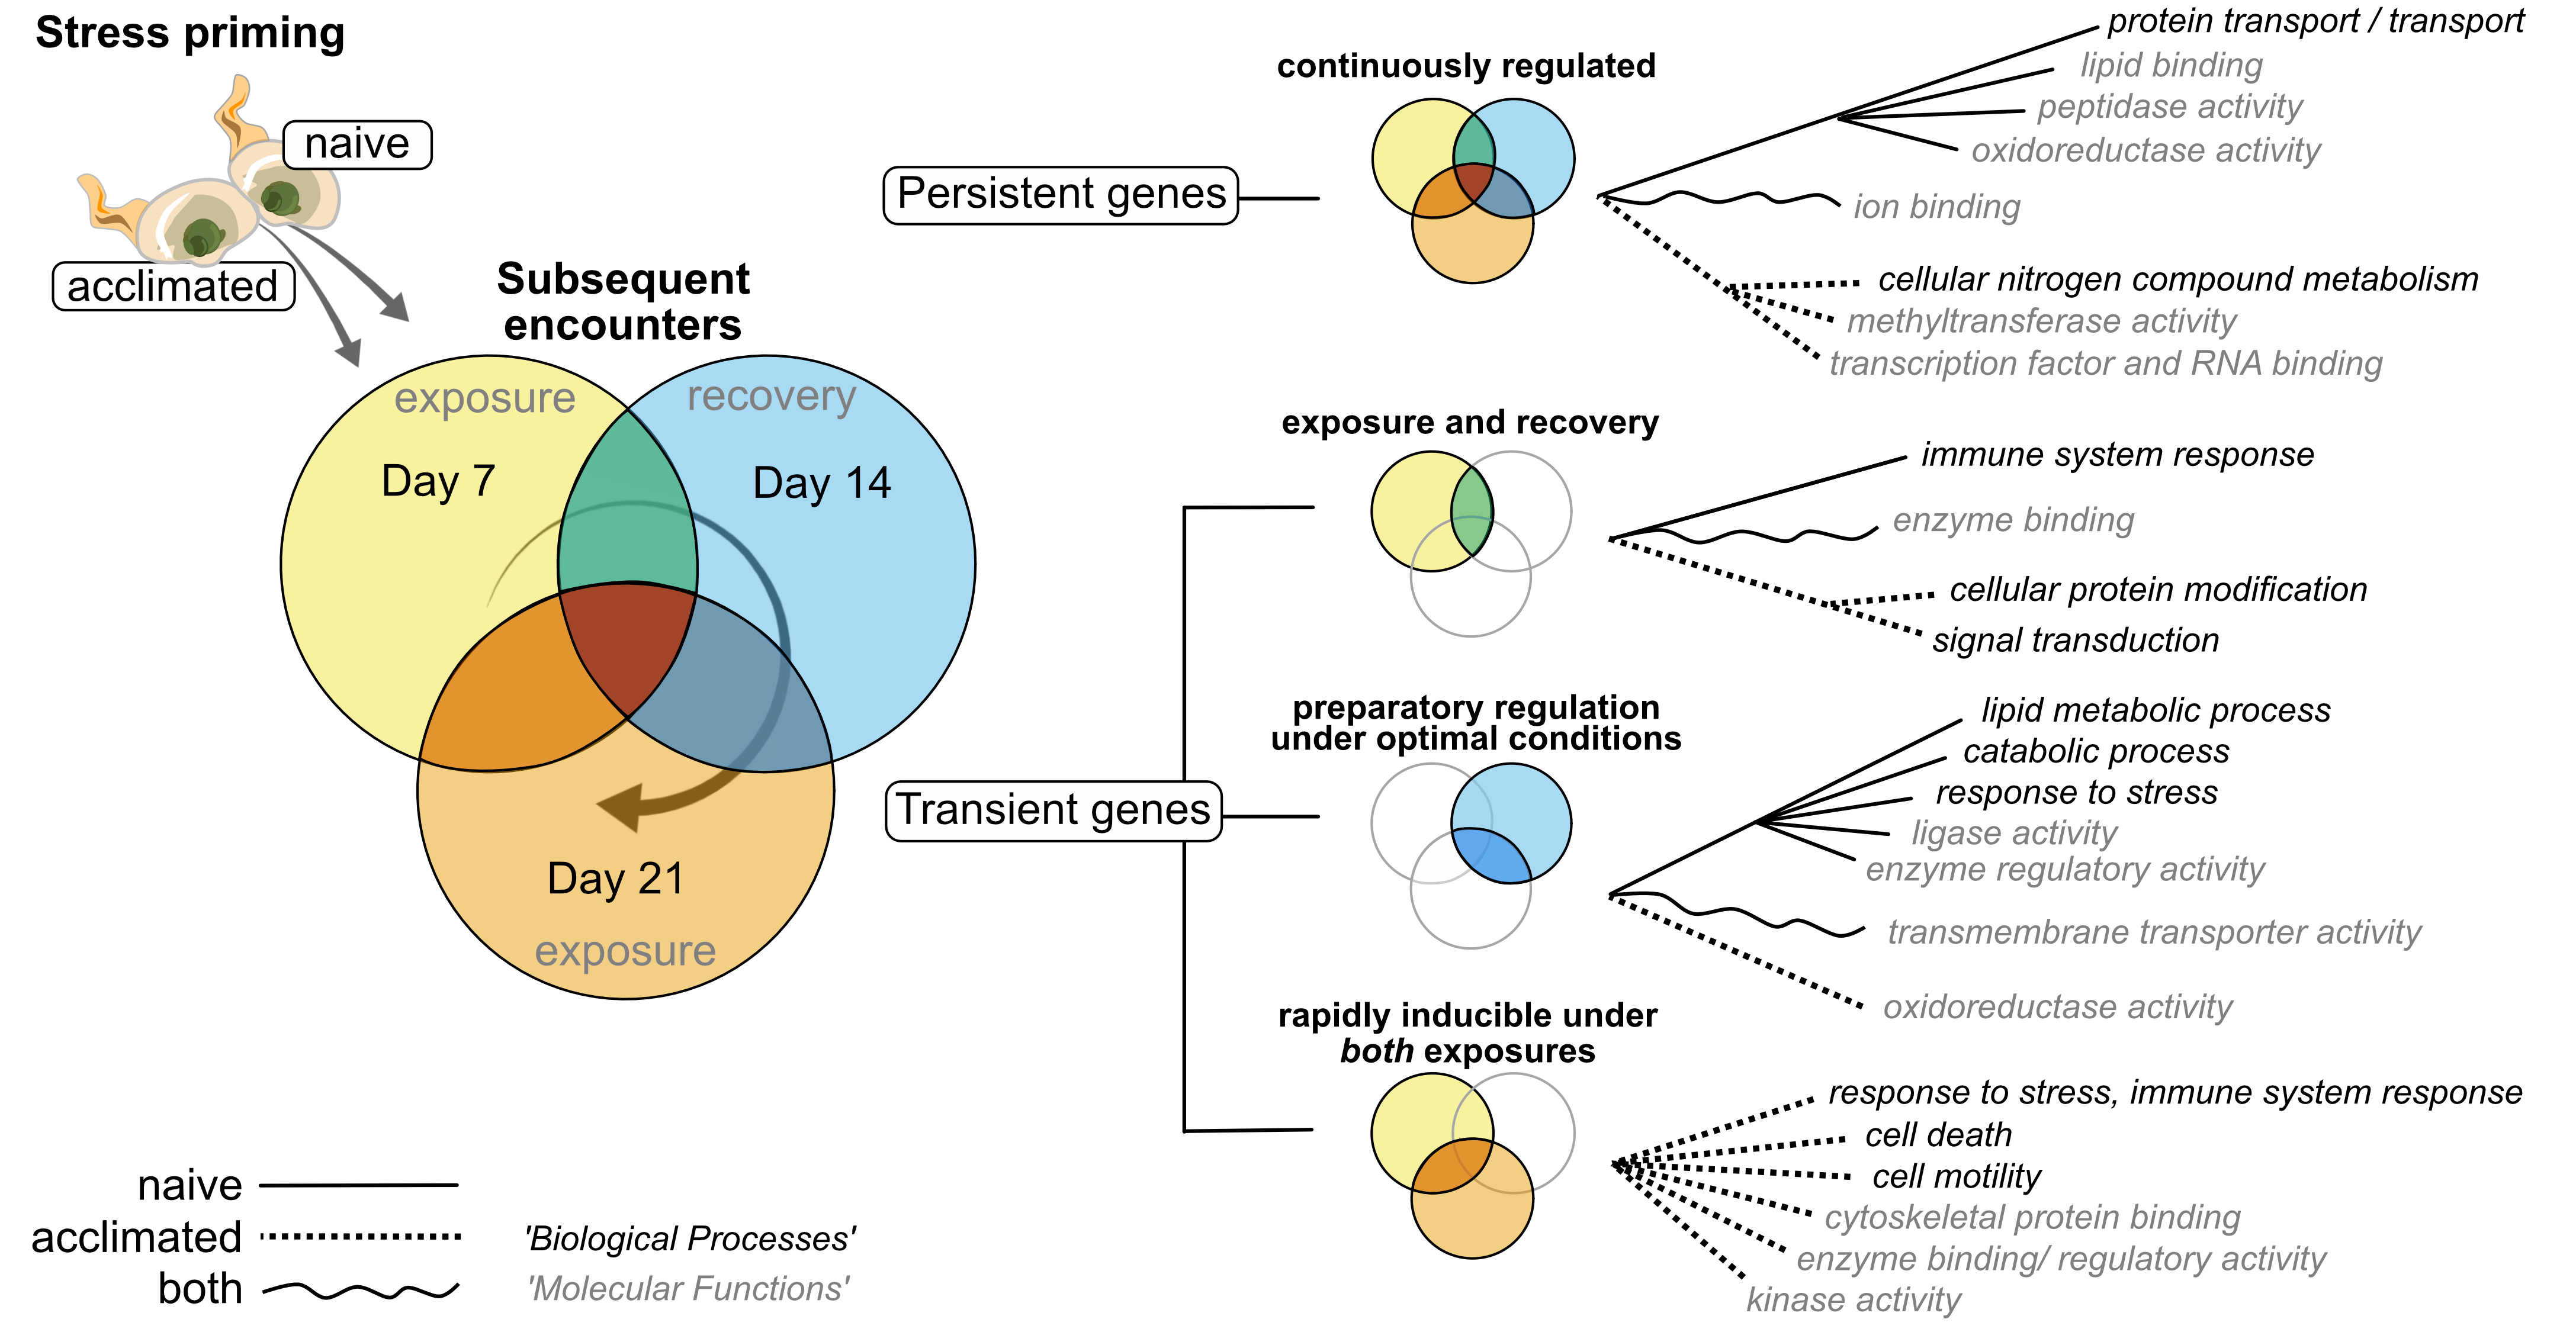 Stress priming
naive
acclimated
Subsequent
encounters
exposure
recovery
Day 7
Day 14
Day 21
exposure
naive
acclimated
both
'Biological Processes'
'Molecular Functions'
Persistent genes
continuously regulated
protein transport / transport
lipid binding
peptidase activity
oxidoreductase activity
ion binding
cellular nitrogen compound metabolism
methyltransferase activity
transcription factor and RNA binding
Transient genes
exposure and recovery
immune system response
enzyme binding
cellular protein modification
signal transduction
preparatory regulation
under optimal conditions
lipid metabolic process
catabolic process
response to stress
ligase activity
enzyme regulatory activity
transmembrane transporter activity
oxidoreductase activity
rapidly inducible under
both exposures
response to stress, immune system response
cell death
cell motility
cytoskeletal protein binding
enzyme binding/ regulatory activity
kinase activity